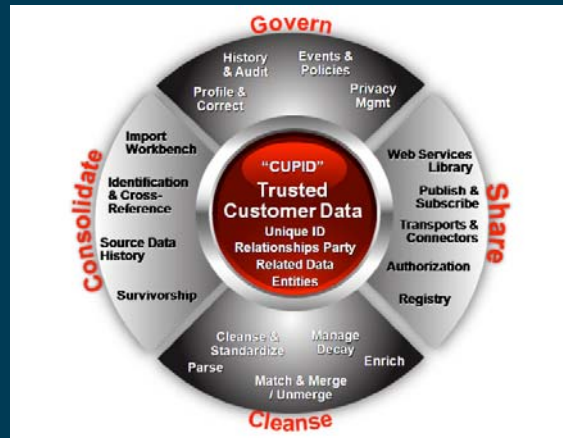 Govern
History
& Audit
Events &
Policies
Profile &
Correct
Privacy
Mgmt
Consolidate
Import
Workbench
Identification
& Cross-
Reference
Source Data
History
Survivorship
“CUPID”
Trusted
Customer Data
Unique ID
Relationships Party
Related Data
Entities
Share
Web Services
Library
Publish &
Subscribe
Transports &
Connectors
Authorization
Registry
Cleanse &
Standardize
Manage
Decay
Parse
Enrich
Match & Merge
/ Unmerge
Cleanse